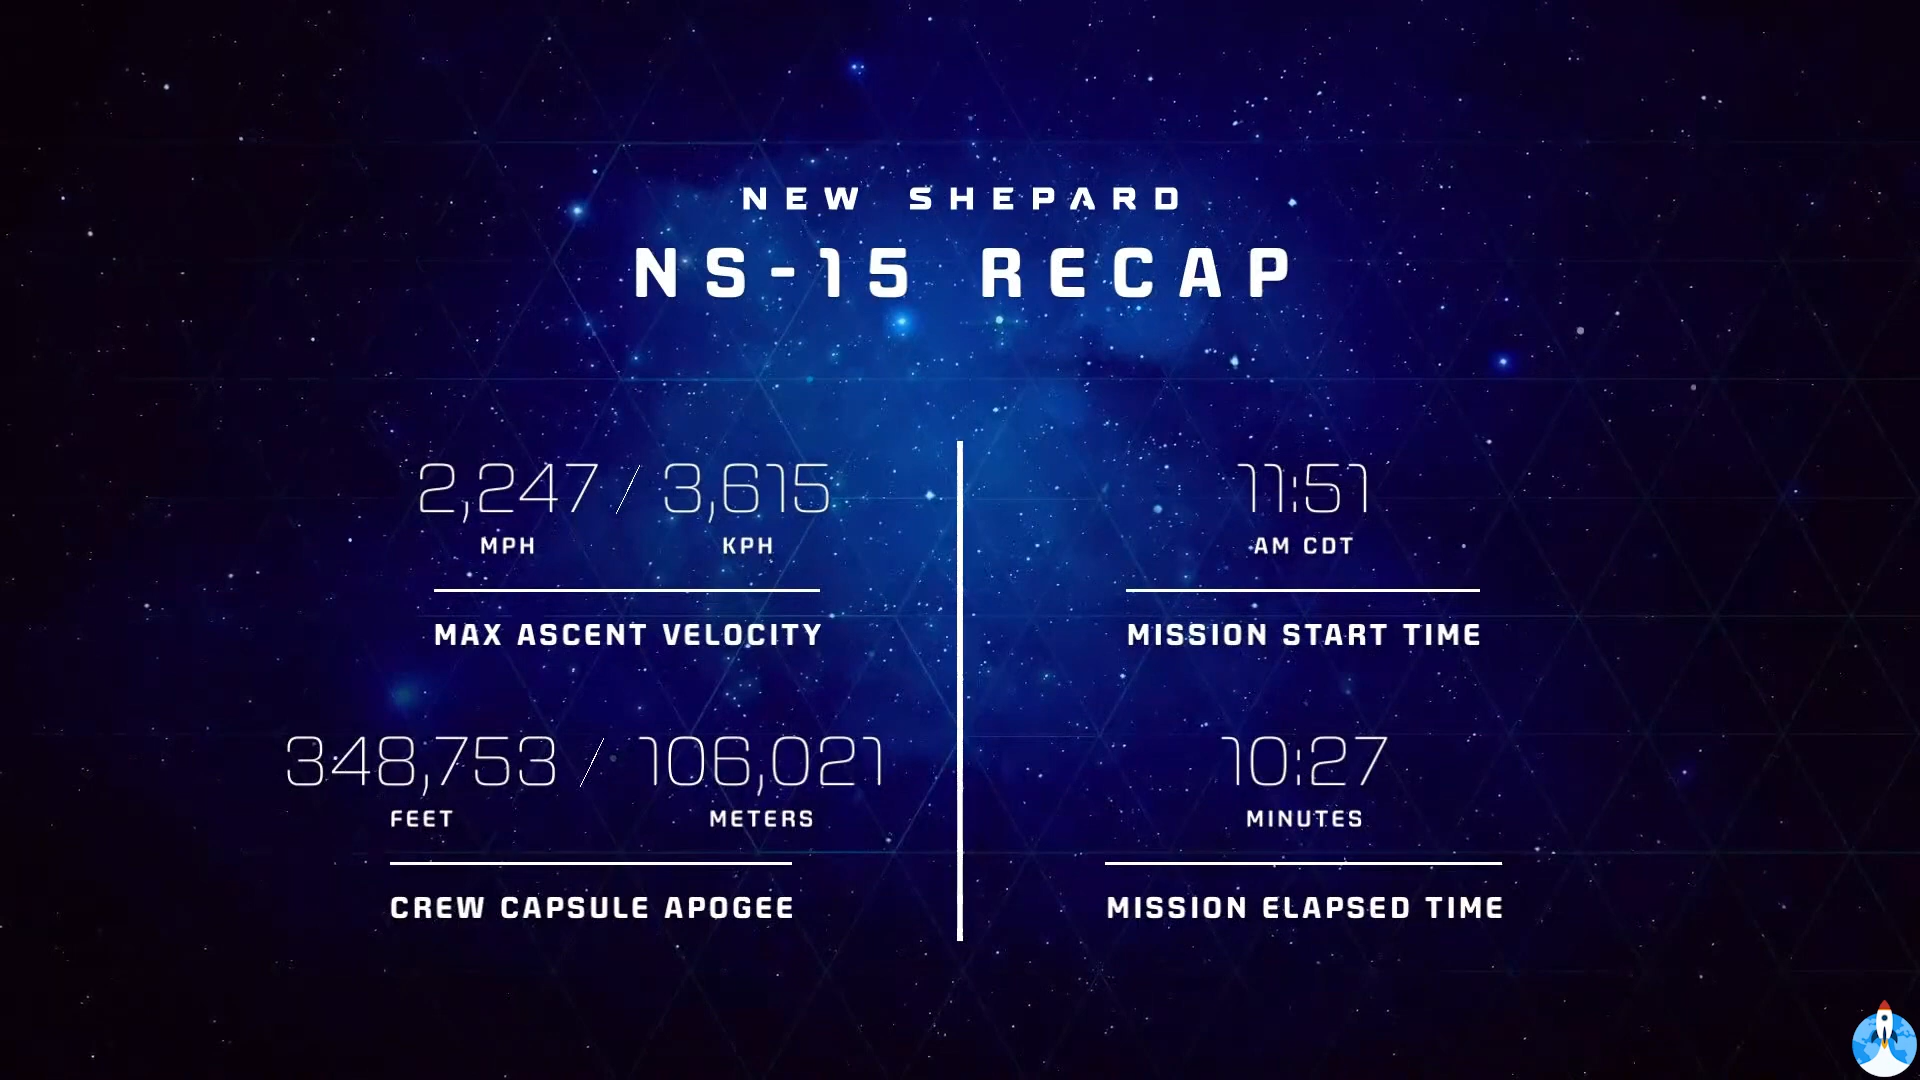 NEW SHEPARD
NS-15 RECAP
2,247 / 3,615
MPH KPH
MAX ASCENT VELOCITY
348,753 / 106,021
FEET METERS
CREW CAPSULE APOGEE
11:51
AM CDT
MISSION START TIME
10:27
MINUTES
MISSION ELAPSED TIME